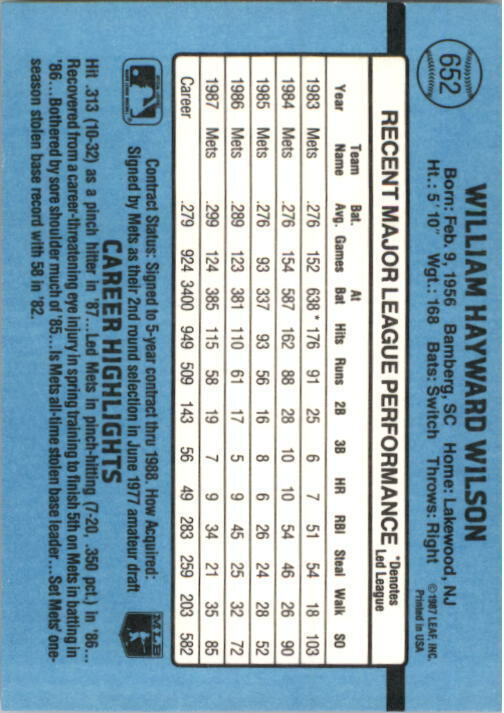 652
WILLIAM HAYWARD WILSON
Born: Feb. 9, 1956 Bamberg, SC Home: Lakewood, NJ
Ht.: 5' 10" Wgt.: 168 Bats: Switch Throws: Right
©1987 LEAF, INC.
Printed in USA
RECENT MAJOR LEAGUE PERFORMANCE *Denotes Led League
Year Team Name Bat. Avg. Games At Bat Hits Runs 2B 3B HR RBI Steal Walk SO
1983 Mets .276 152 638* 176 91 25 6 7 51 54 18 103
1984 Mets .276 154 587 162 88 28 10 10 54 46 26 90
1985 Mets .276 93 337 93 56 16 8 6 26 24 28 52
1986 Mets .289 123 381 110 61 17 5 9 45 25 32 72
1987 Mets .299 124 385 115 58 19 7 9 34 21 35 85
Career .279 924 3400 949 509 143 56 49 283 259 203 582
Contract Status: Signed to 5-year contract thru 1988. How Acquired:
Signed by Mets as their 2nd round selection in June 1977 amateur draft
MLB
CAREER HIGHLIGHTS
Hit .313 (10-32) as a pinch hitter in '87...Led Mets in pinch-hitting (7-20, .350 pct.) in '86...
Recovered from a career-threatening eye injury in spring training to finish 5th on Mets in batting in
'86...Bothered by sore shoulder much of '85...Is Mets all-time stolen base leader...Set Mets' one-
season stolen base record with 58 in '82.